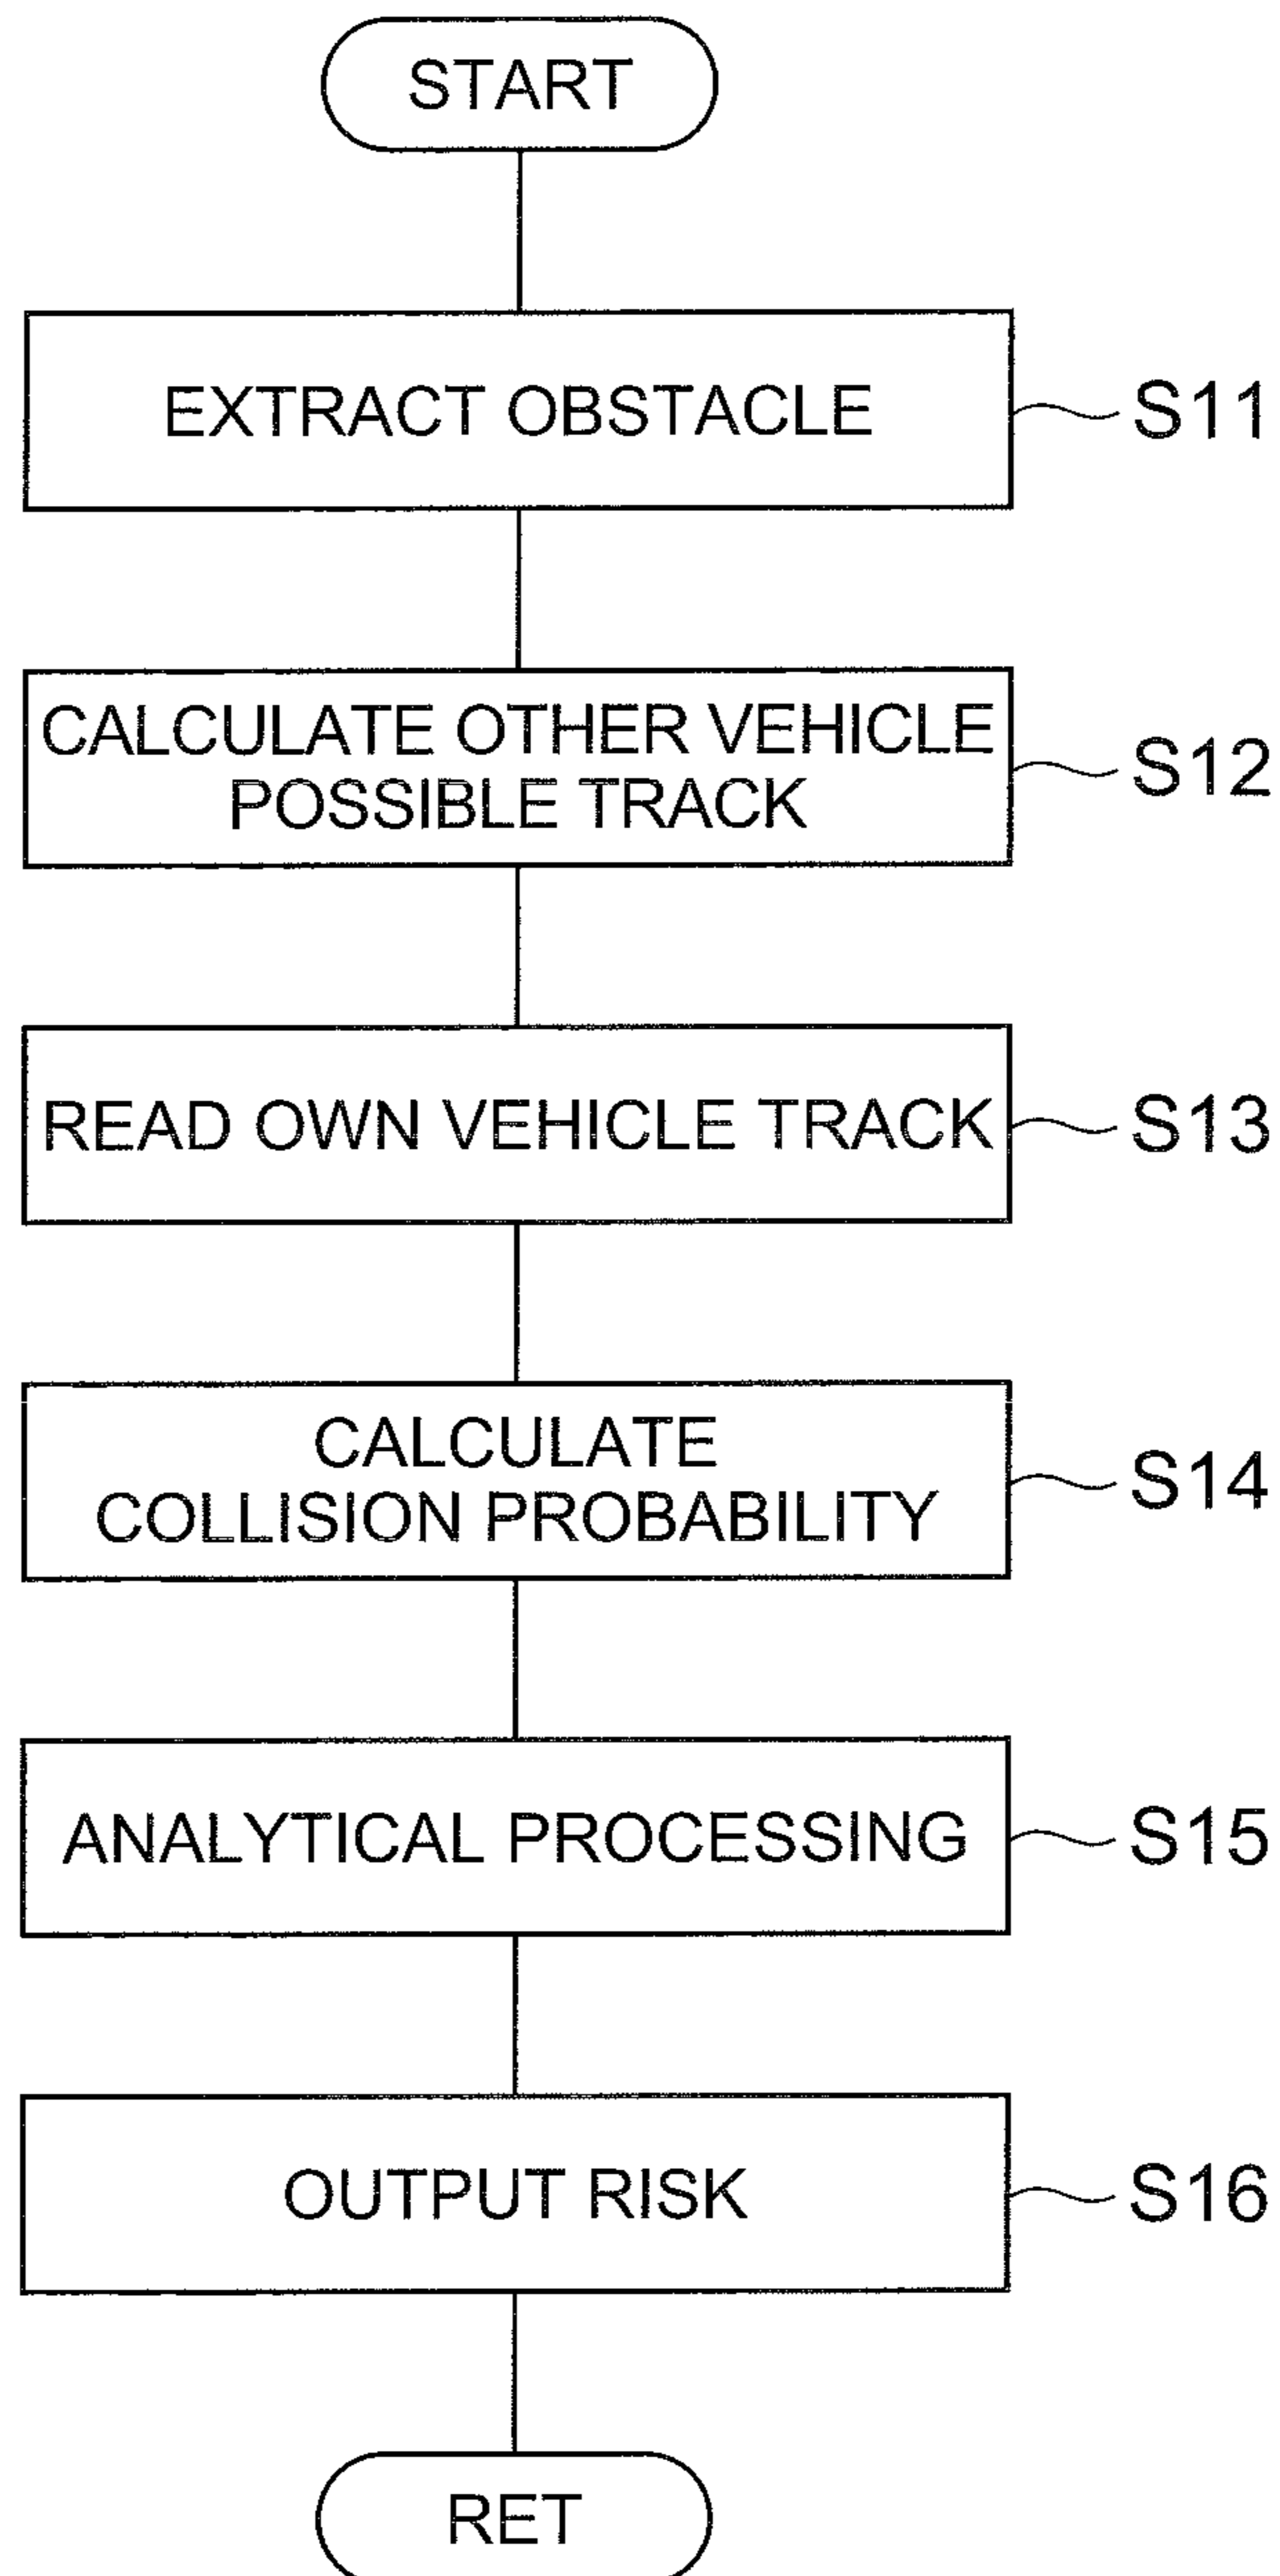 START
EXTRACT OBSTACLE
S11
CALCULATE OTHER VEHICLE
POSSIBLE TRACK
S12
READ OWN VEHICLE TRACK
S13
CALCULATE
COLLISION PROBABILITY
S14
ANALYTICAL PROCESSING
S15
OUTPUT RISK
S16
RET